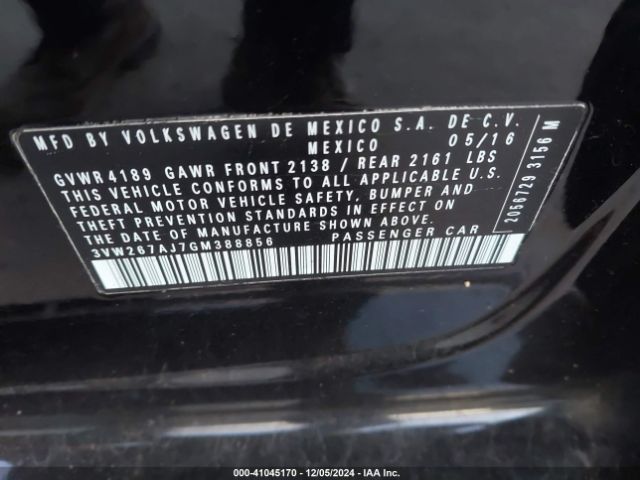 MFD BY VOLKSWAGEN DE MEXICO S.A. DE C.V.
MEXICO 05/16
GVWR 4189 GAWR FRONT 2138 / REAR 2161 LBS
THIS VEHICLE CONFORMS TO ALL APPLICABLE U.S.
FEDERAL MOTOR VEHICLE SAFETY, BUMPER AND
THEFT PREVENTION STANDARDS IN EFFECT ON
THE DATE OF MANUFACTURE SHOWN ABOVE.
3VW267AJ7GM388856 PASSENGER CAR
2066729 3156 M
000-41045170 - 12/05/2024 - IAA Inc.